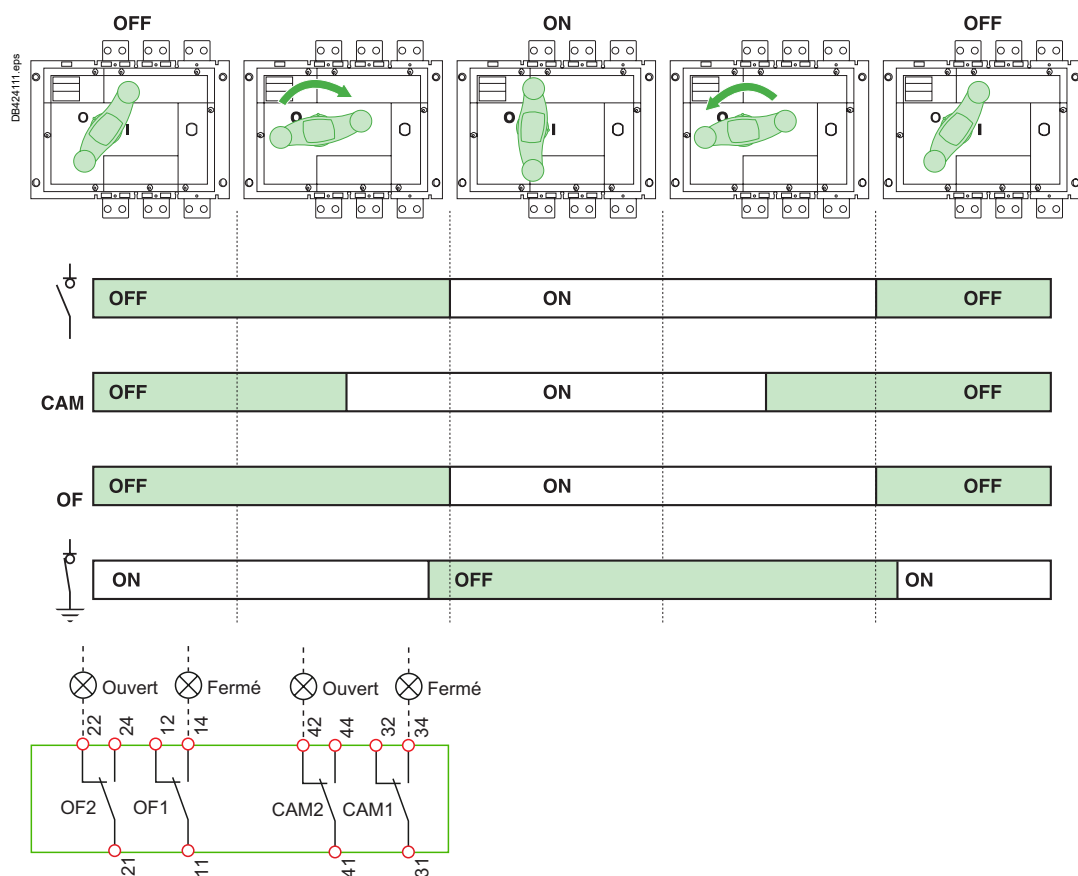 OFF ON OFF
DB424111.eps
O I
O
O I
O
O I
OFF ON OFF
CAM OFF ON OFF
OF OFF ON OFF
ON OFF ON
Ouvert Fermé Ouvert Fermé
22 24 12 14 42 44 32 34
OF2 OF1 CAM2 CAM1
21 11 41 31